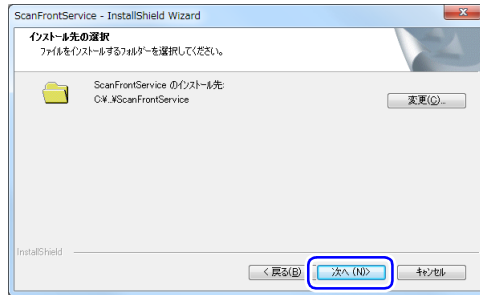 ScanFrontService - InstallShield Wizard
インストール先の選択
ファイルをインストールするフォルダーを選択してください。
ScanFrontService のインストール先:
C:¥...¥ScanFrontService
変更(C)...
InstallShield
< 戻る(B)
次へ (N)>
キャンセル